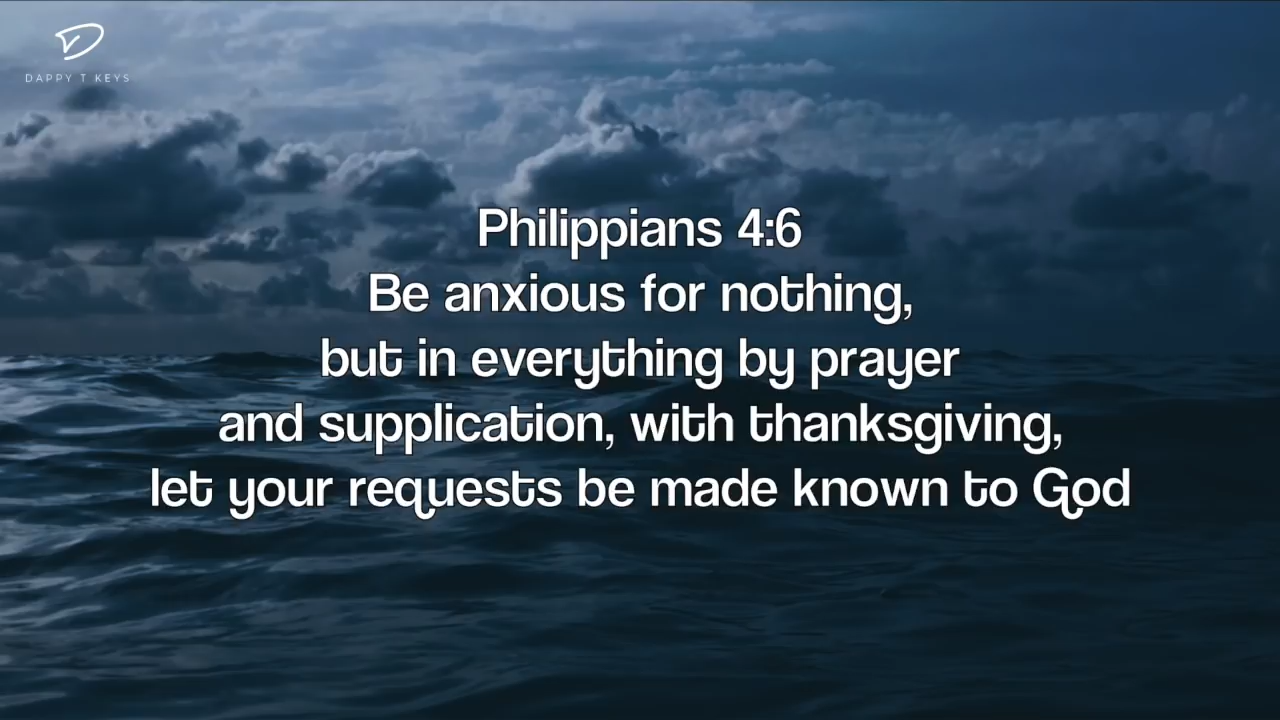 DAPPY T KEYS
Philippians 4:6
Be anxious for nothing,
but in everything by prayer
and supplication, with thanksgiving,
let your requests be made known to God